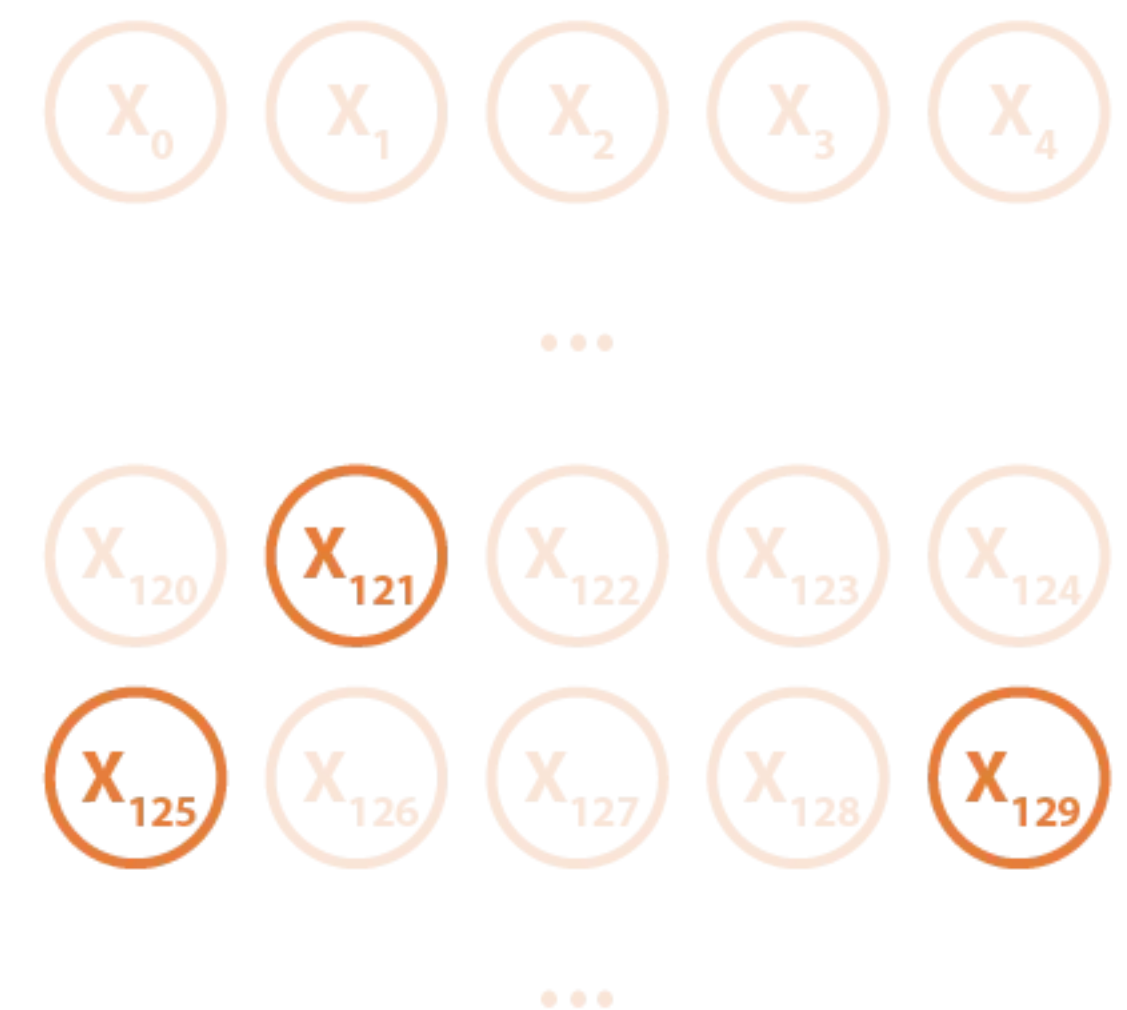 X₀ X₁ X₂ X₃ X₄
...
X₁₂₀ X₁₂₁ X₁₂₂ X₁₂₃ X₁₂₄
X₁₂₅ X₁₂₆ X₁₂₇ X₁₂₈ X₁₂₉
...